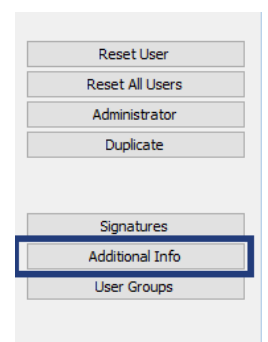 Reset User
Reset All Users
Administrator
Duplicate
Signatures
Additional Info
User Groups